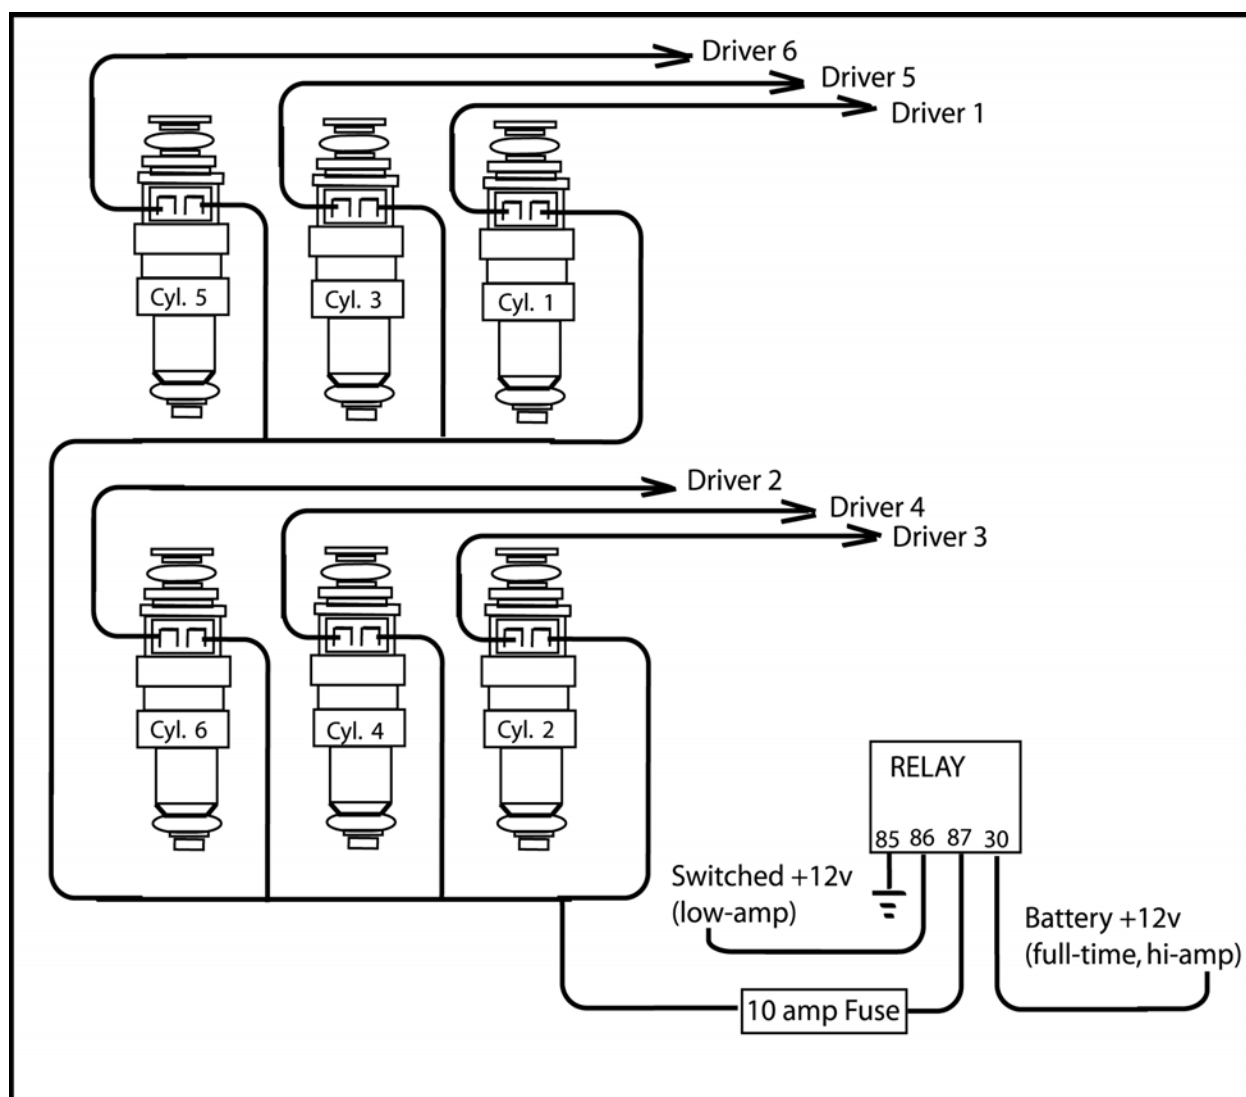 Driver 6
Driver 5
Driver 1
Cyl. 5
Cyl. 3
Cyl. 1
Driver 2
Driver 4
Driver 3
Cyl. 6
Cyl. 4
Cyl. 2
RELAY
85 86 87 30
Switched +12v
(low-amp)
Battery +12v
(full-time, hi-amp)
10 amp Fuse